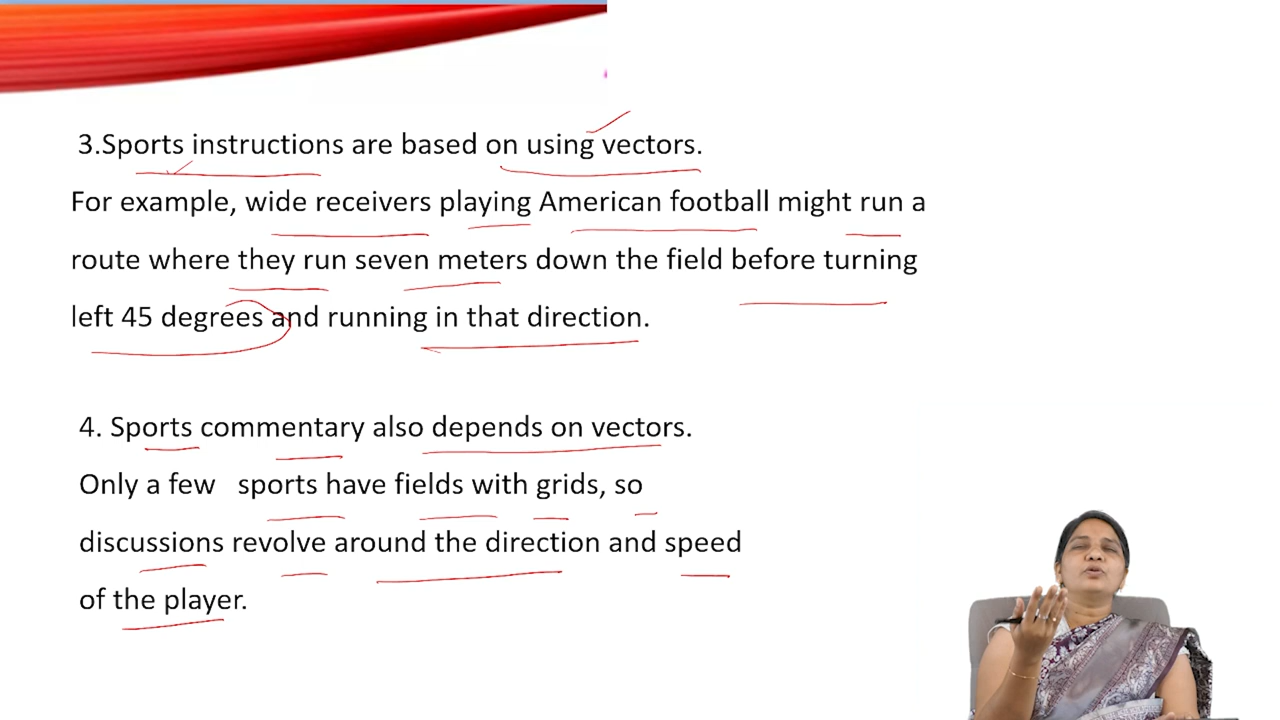 3.Sports instructions are based on using vectors.
For example, wide receivers playing American football might run a
route where they run seven meters down the field before turning
left 45 degrees and running in that direction.
4. Sports commentary also depends on vectors.
Only a few sports have fields with grids, so
discussions revolve around the direction and speed
of the player.